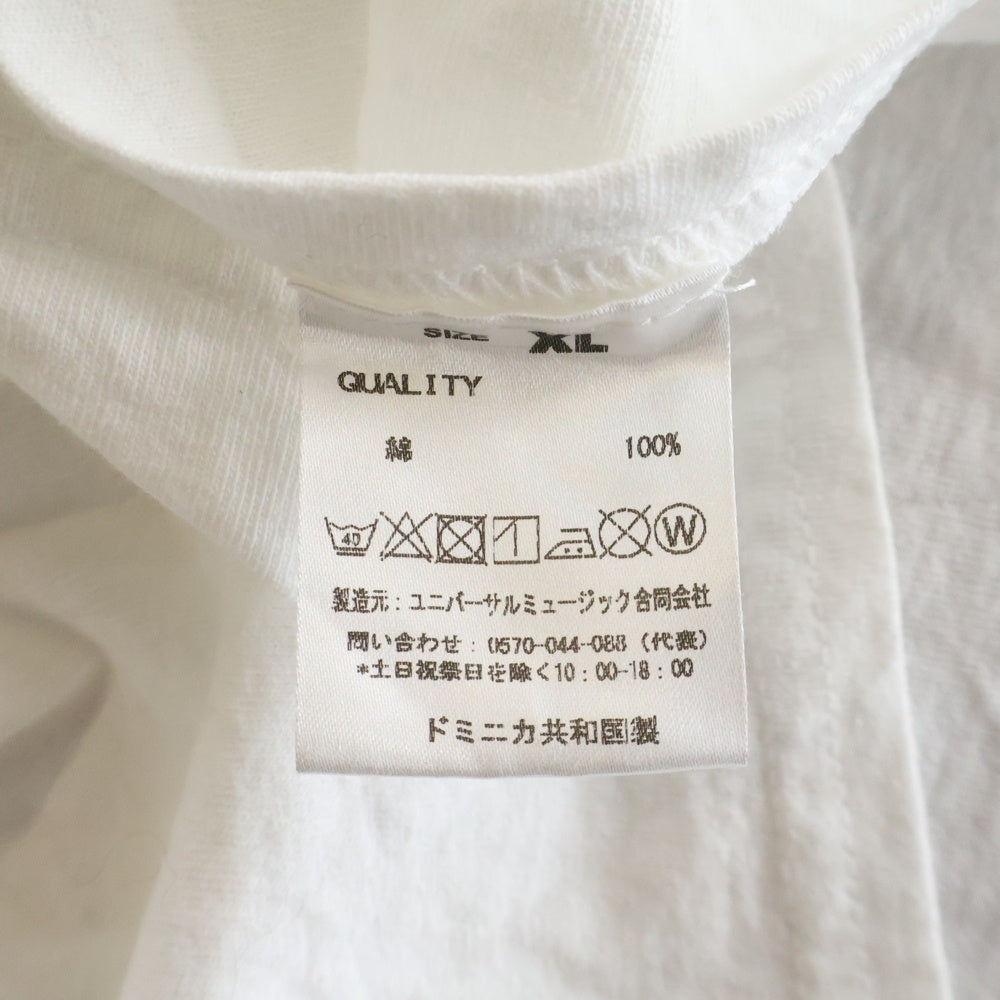 SIZE XL
QUALITY
綿 100%
40
W
製造元：ユニバーサルミュージック合同会社
問い合わせ：0570-044-088（代表）
*土日祝祭日を除く10：00-18：00
ドミニカ共和国製